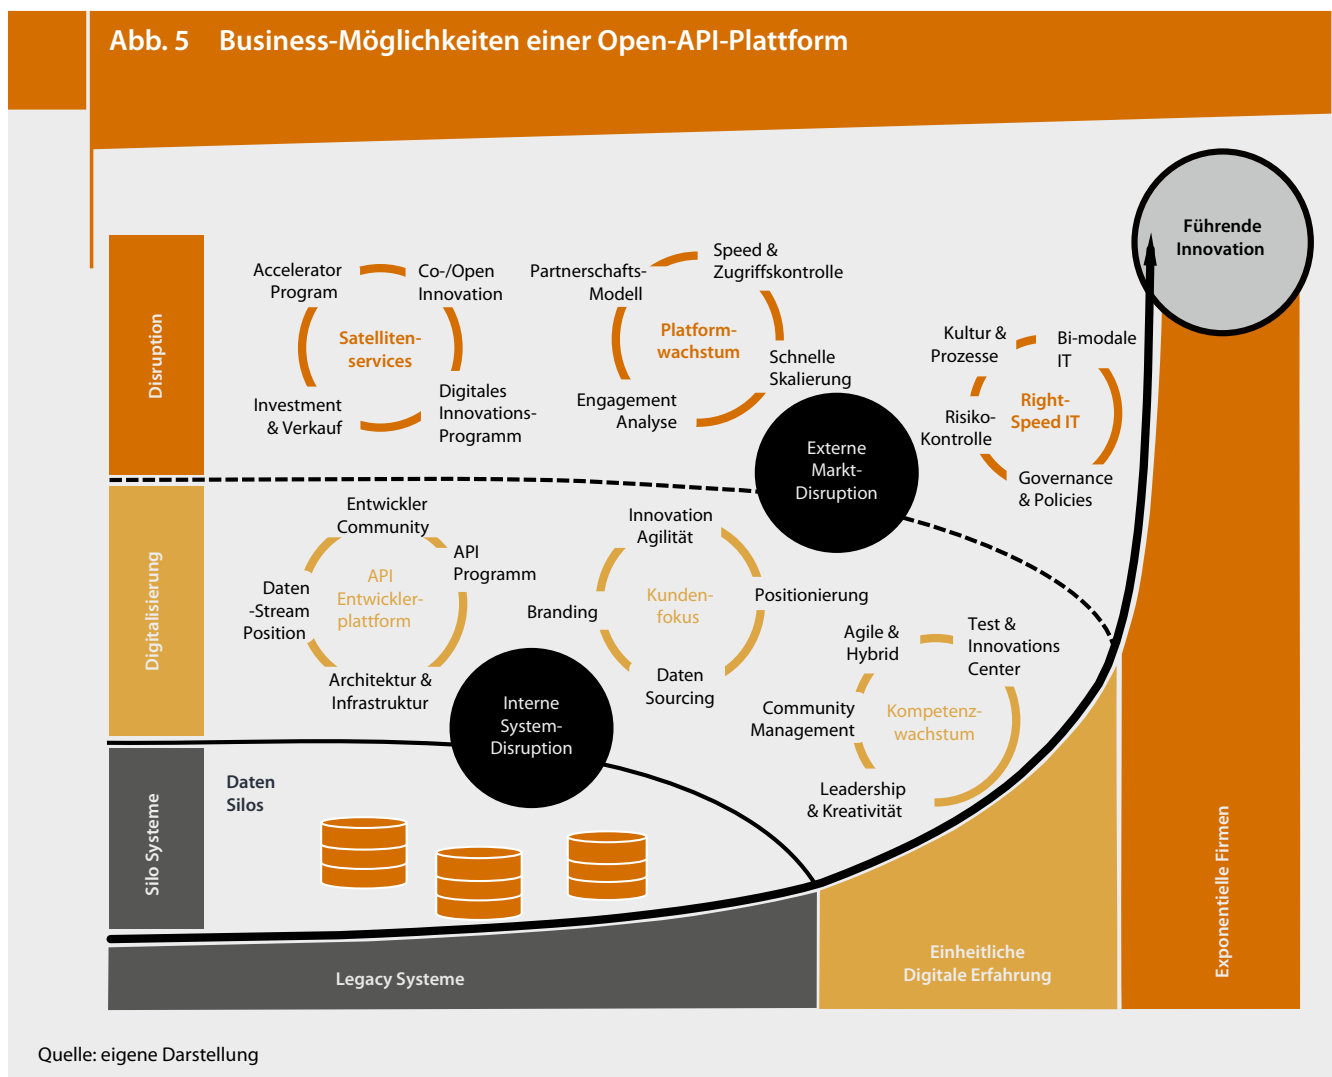 Abb. 5 Business-Möglichkeiten einer Open-API-Plattform
Führende
Innovation
Disruption
Accelerator
Program
Co-/Open
Innovation
Satelliten-
services
Investment
& Verkauf
Digitales
Innovations-
Programm
Partnerschafts-
Modell
Speed &
Zugriffskontrolle
Platform-
wachstum
Schnelle
Skalierung
Engagement
Analyse
Kultur &
Prozesse
Bi-modale
IT
Right-
Speed IT
Risiko-
Kontrolle
Governance
& Policies
Externe
Markt-
Disruption
Digitalisierung
Entwickler
Community
API
Programm
API
Entwickler-
plattform
Daten
-Stream
Position
Architektur &
Infrastruktur
Innovation
Agilität
Kunden-
fokus
Positionierung
Branding
Daten
Sourcing
Agile &
Hybrid
Test &
Innovations
Center
Community
Management
Kompetenz-
wachstum
Leadership
& Kreativität
Interne
System-
Disruption
Silo Systeme
Daten
Silos
Legacy Systeme
Einheitliche
Digitale Erfahrung
Exponentielle Firmen
Quelle: eigene Darstellung